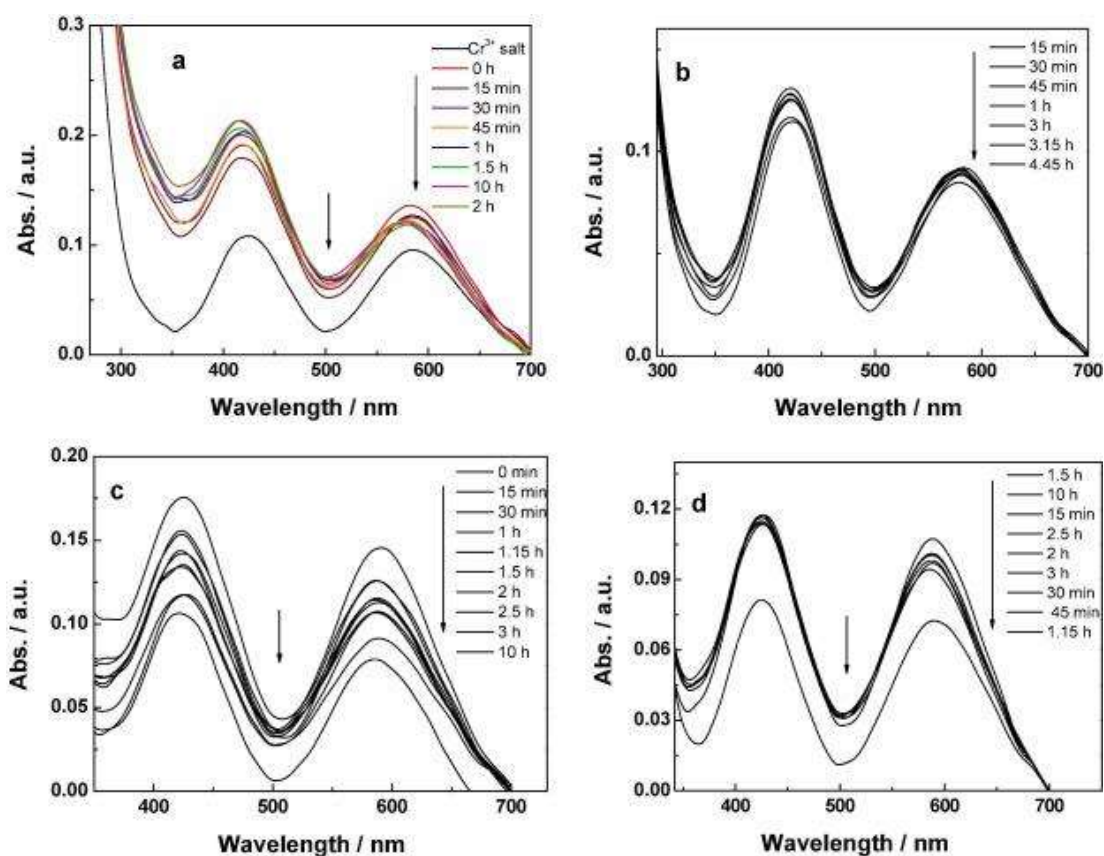 a
Cr3+ salt
0 h
15 min
30 min
45 min
1 h
1.5 h
10 h
2 h
0.3
0.2
0.1
0.0
Abs. / a.u.
300 400 500 600 700
Wavelength / nm
b
15 min
30 min
45 min
1 h
3 h
3.15 h
4.45 h
0.1
0.0
Abs. / a.u.
300 400 500 600 700
Wavelength / nm
c
0 min
15 min
30 min
1 h
1.15 h
1.5 h
2 h
2.5 h
3 h
10 h
0.20
0.15
0.10
0.05
0.00
Abs. / a.u.
400 500 600 700
Wavelength / nm
d
1.5 h
10 h
15 min
2.5 h
2 h
3 h
30 min
45 min
1.15 h
0.12
0.09
0.06
0.03
0.00
Abs. / a.u.
400 500 600 700
Wavelength / nm